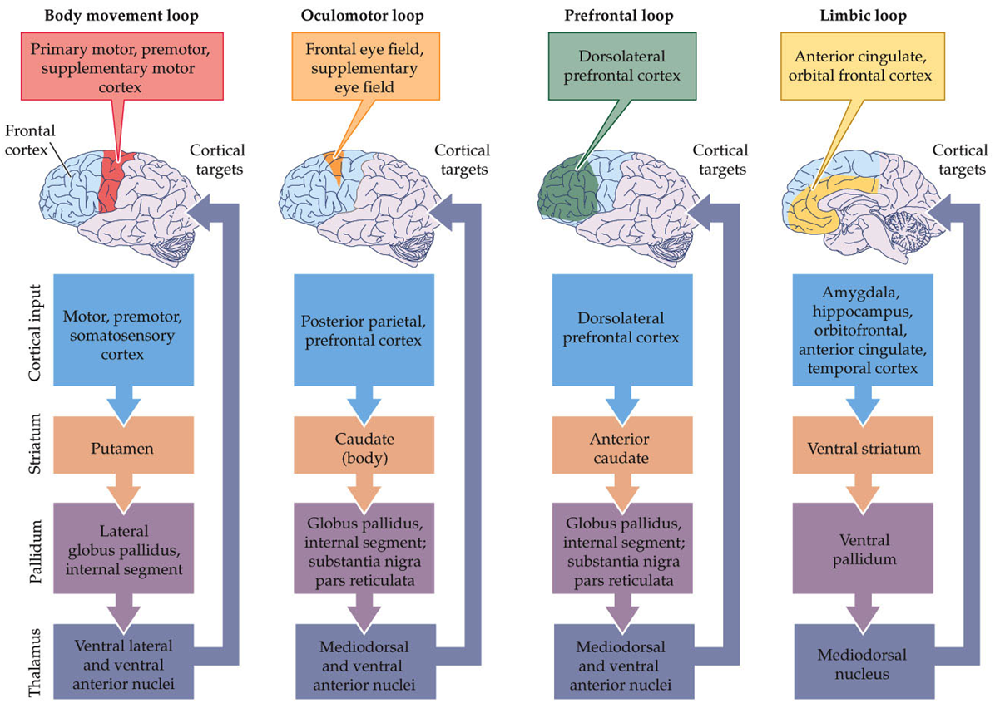 Body movement loop
Primary motor, premotor,
supplementary motor
cortex
Frontal
cortex
Cortical
targets
Oculomotor loop
Frontal eye field,
supplementary
eye field
Cortical
targets
Prefrontal loop
Dorsolateral
prefrontal cortex
Cortical
targets
Limbic loop
Anterior cingulate,
orbital frontal cortex
Cortical
targets
Cortical input
Motor, premotor,
somatosensory
cortex
Posterior parietal,
prefrontal cortex
Dorsolateral
prefrontal cortex
Amygdala,
hippocampus,
orbitofrontal,
anterior cingulate,
temporal cortex
Striatum
Putamen
Caudate
(body)
Anterior
caudate
Ventral striatum
Pallidum
Lateral
globus pallidus,
internal segment
Globus pallidus,
internal segment;
substantia nigra
pars reticulata
Globus pallidus,
internal segment;
substantia nigra
pars reticulata
Ventral
pallidum
Thalamus
Ventral lateral
and ventral
anterior nuclei
Mediodorsal
and ventral
anterior nuclei
Mediodorsal
and ventral
anterior nuclei
Mediodorsal
nucleus